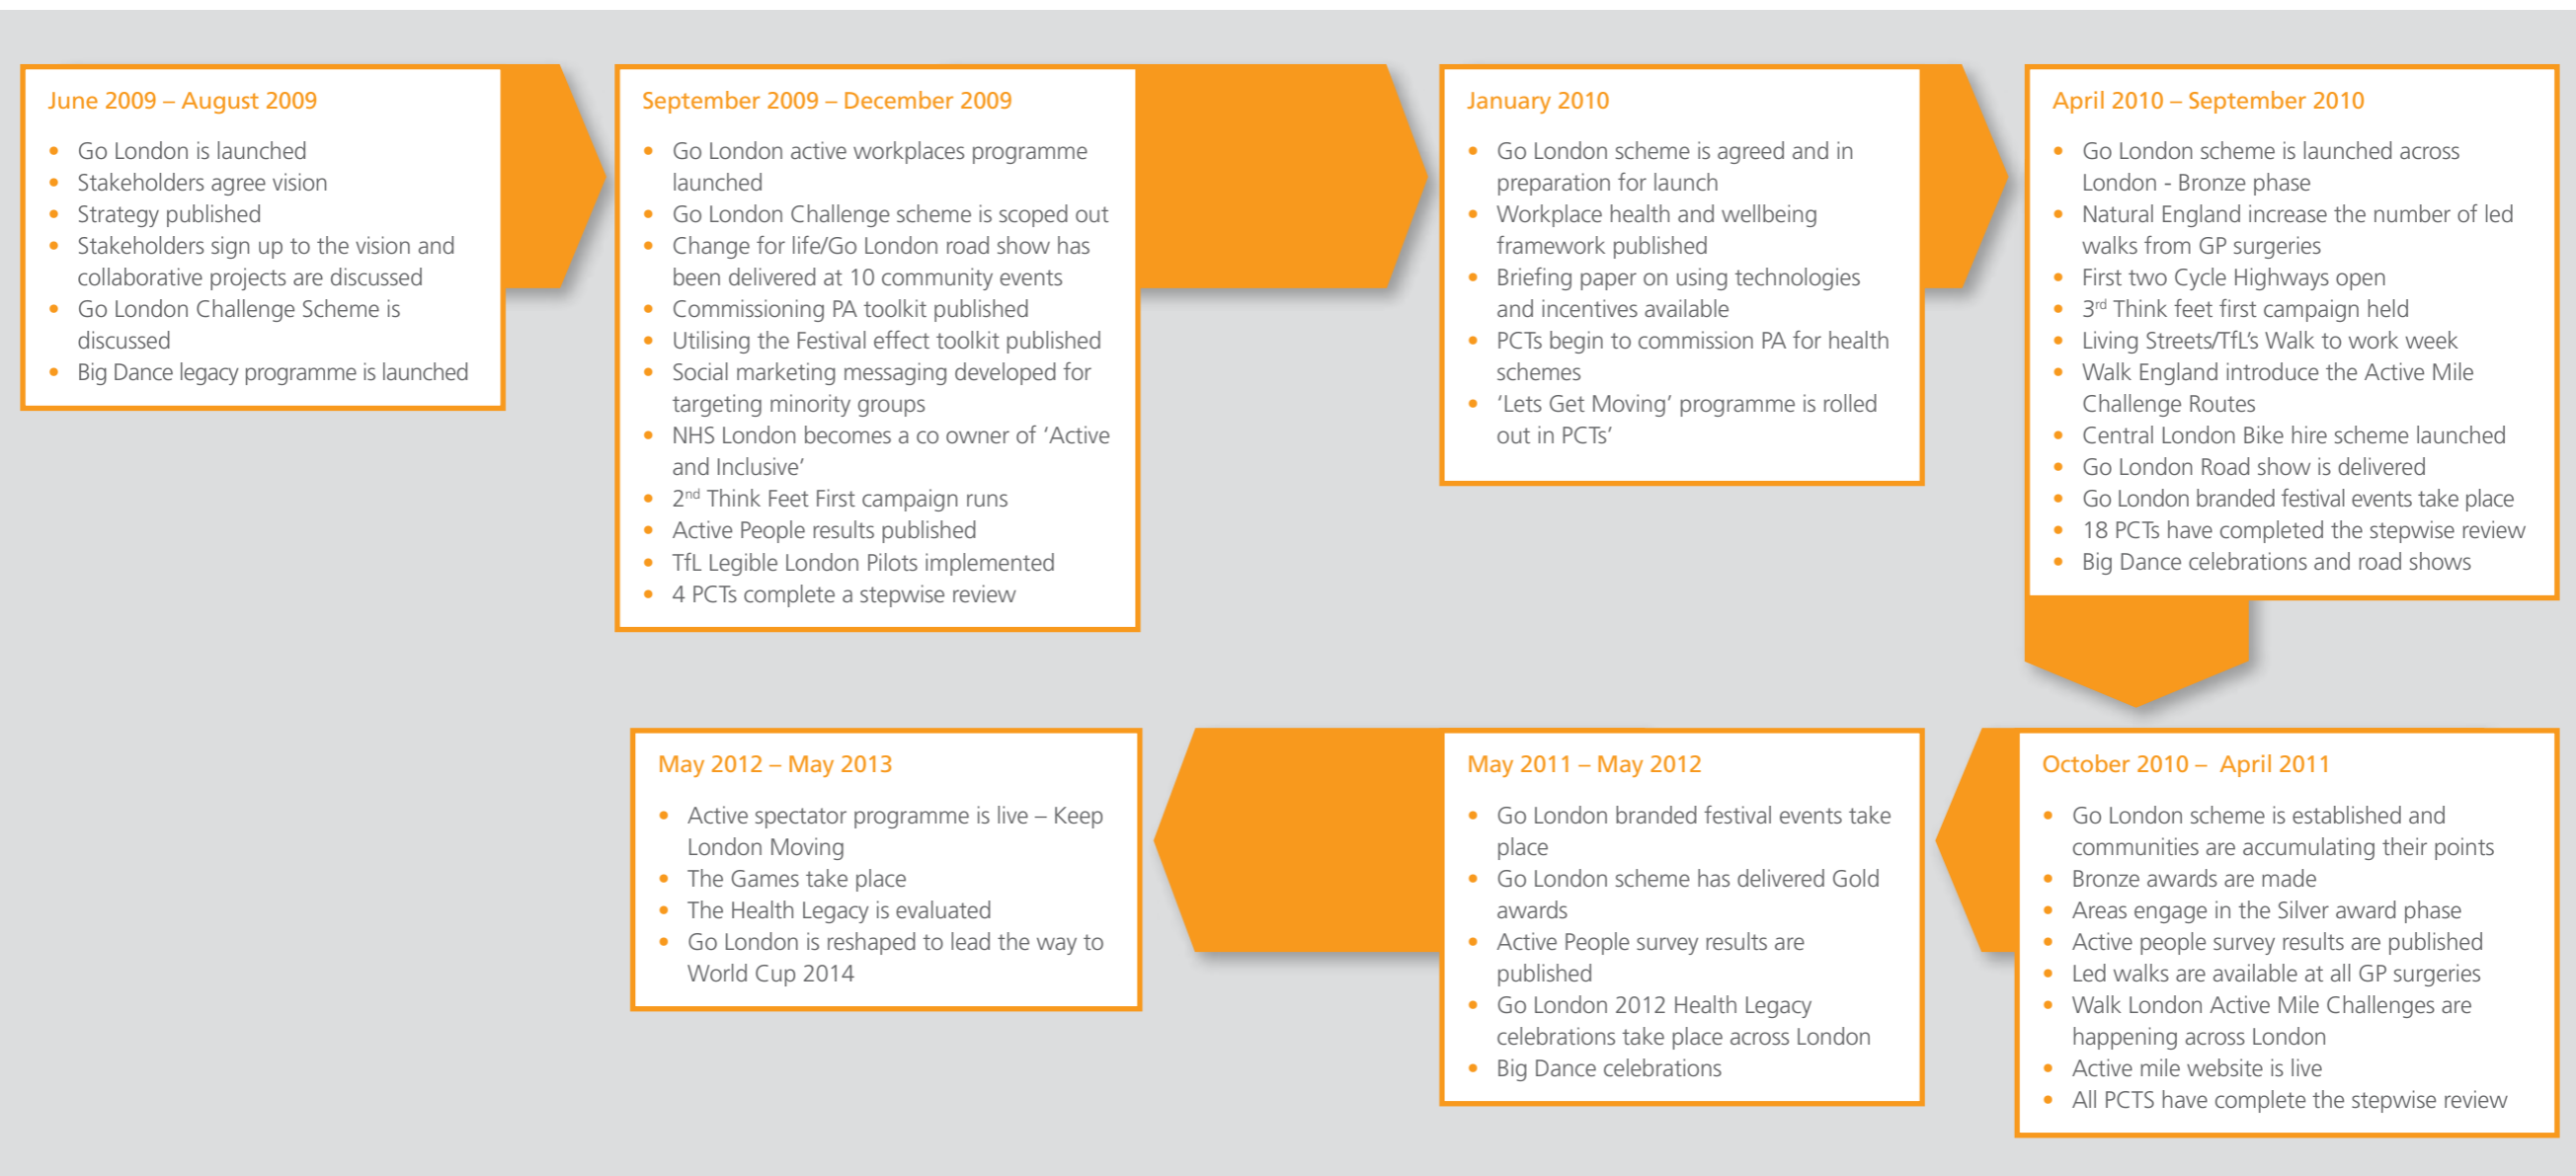 June 2009 – August 2009
• Go London is launched
• Stakeholders agree vision
• Strategy published
• Stakeholders sign up to the vision and
collaborative projects are discussed
• Go London Challenge Scheme is
discussed
• Big Dance legacy programme is launched
September 2009 – December 2009
• Go London active workplaces programme
launched
• Go London Challenge scheme is scoped out
• Change for life/Go London road show has
been delivered at 10 community events
• Commissioning PA toolkit published
• Utilising the Festival effect toolkit published
• Social marketing messaging developed for
targeting minority groups
• NHS London becomes a co owner of ‘Active
and Inclusive’
• 2nd Think Feet First campaign runs
• Active People results published
• TfL Legible London Pilots implemented
• 4 PCTs complete a stepwise review
January 2010
• Go London scheme is agreed and in
preparation for launch
• Workplace health and wellbeing
framework published
• Briefing paper on using technologies
and incentives available
• PCTs begin to commission PA for health
schemes
• ‘Lets Get Moving’ programme is rolled
out in PCTs’
April 2010 – September 2010
• Go London scheme is launched across
London - Bronze phase
• Natural England increase the number of led
walks from GP surgeries
• First two Cycle Highways open
• 3rd Think feet first campaign held
• Living Streets/TfL’s Walk to work week
• Walk England introduce the Active Mile
Challenge Routes
• Central London Bike hire scheme launched
• Go London Road show is delivered
• Go London branded festival events take place
• 18 PCTs have completed the stepwise review
• Big Dance celebrations and road shows
October 2010 – April 2011
• Go London scheme is established and
communities are accumulating their points
• Bronze awards are made
• Areas engage in the Silver award phase
• Active people survey results are published
• Led walks are available at all GP surgeries
• Walk London Active Mile Challenges are
happening across London
• Active mile website is live
• All PCTS have complete the stepwise review
May 2011 – May 2012
• Go London branded festival events take
place
• Go London scheme has delivered Gold
awards
• Active People survey results are
published
• Go London 2012 Health Legacy
celebrations take place across London
• Big Dance celebrations
May 2012 – May 2013
• Active spectator programme is live – Keep
London Moving
• The Games take place
• The Health Legacy is evaluated
• Go London is reshaped to lead the way to
World Cup 2014